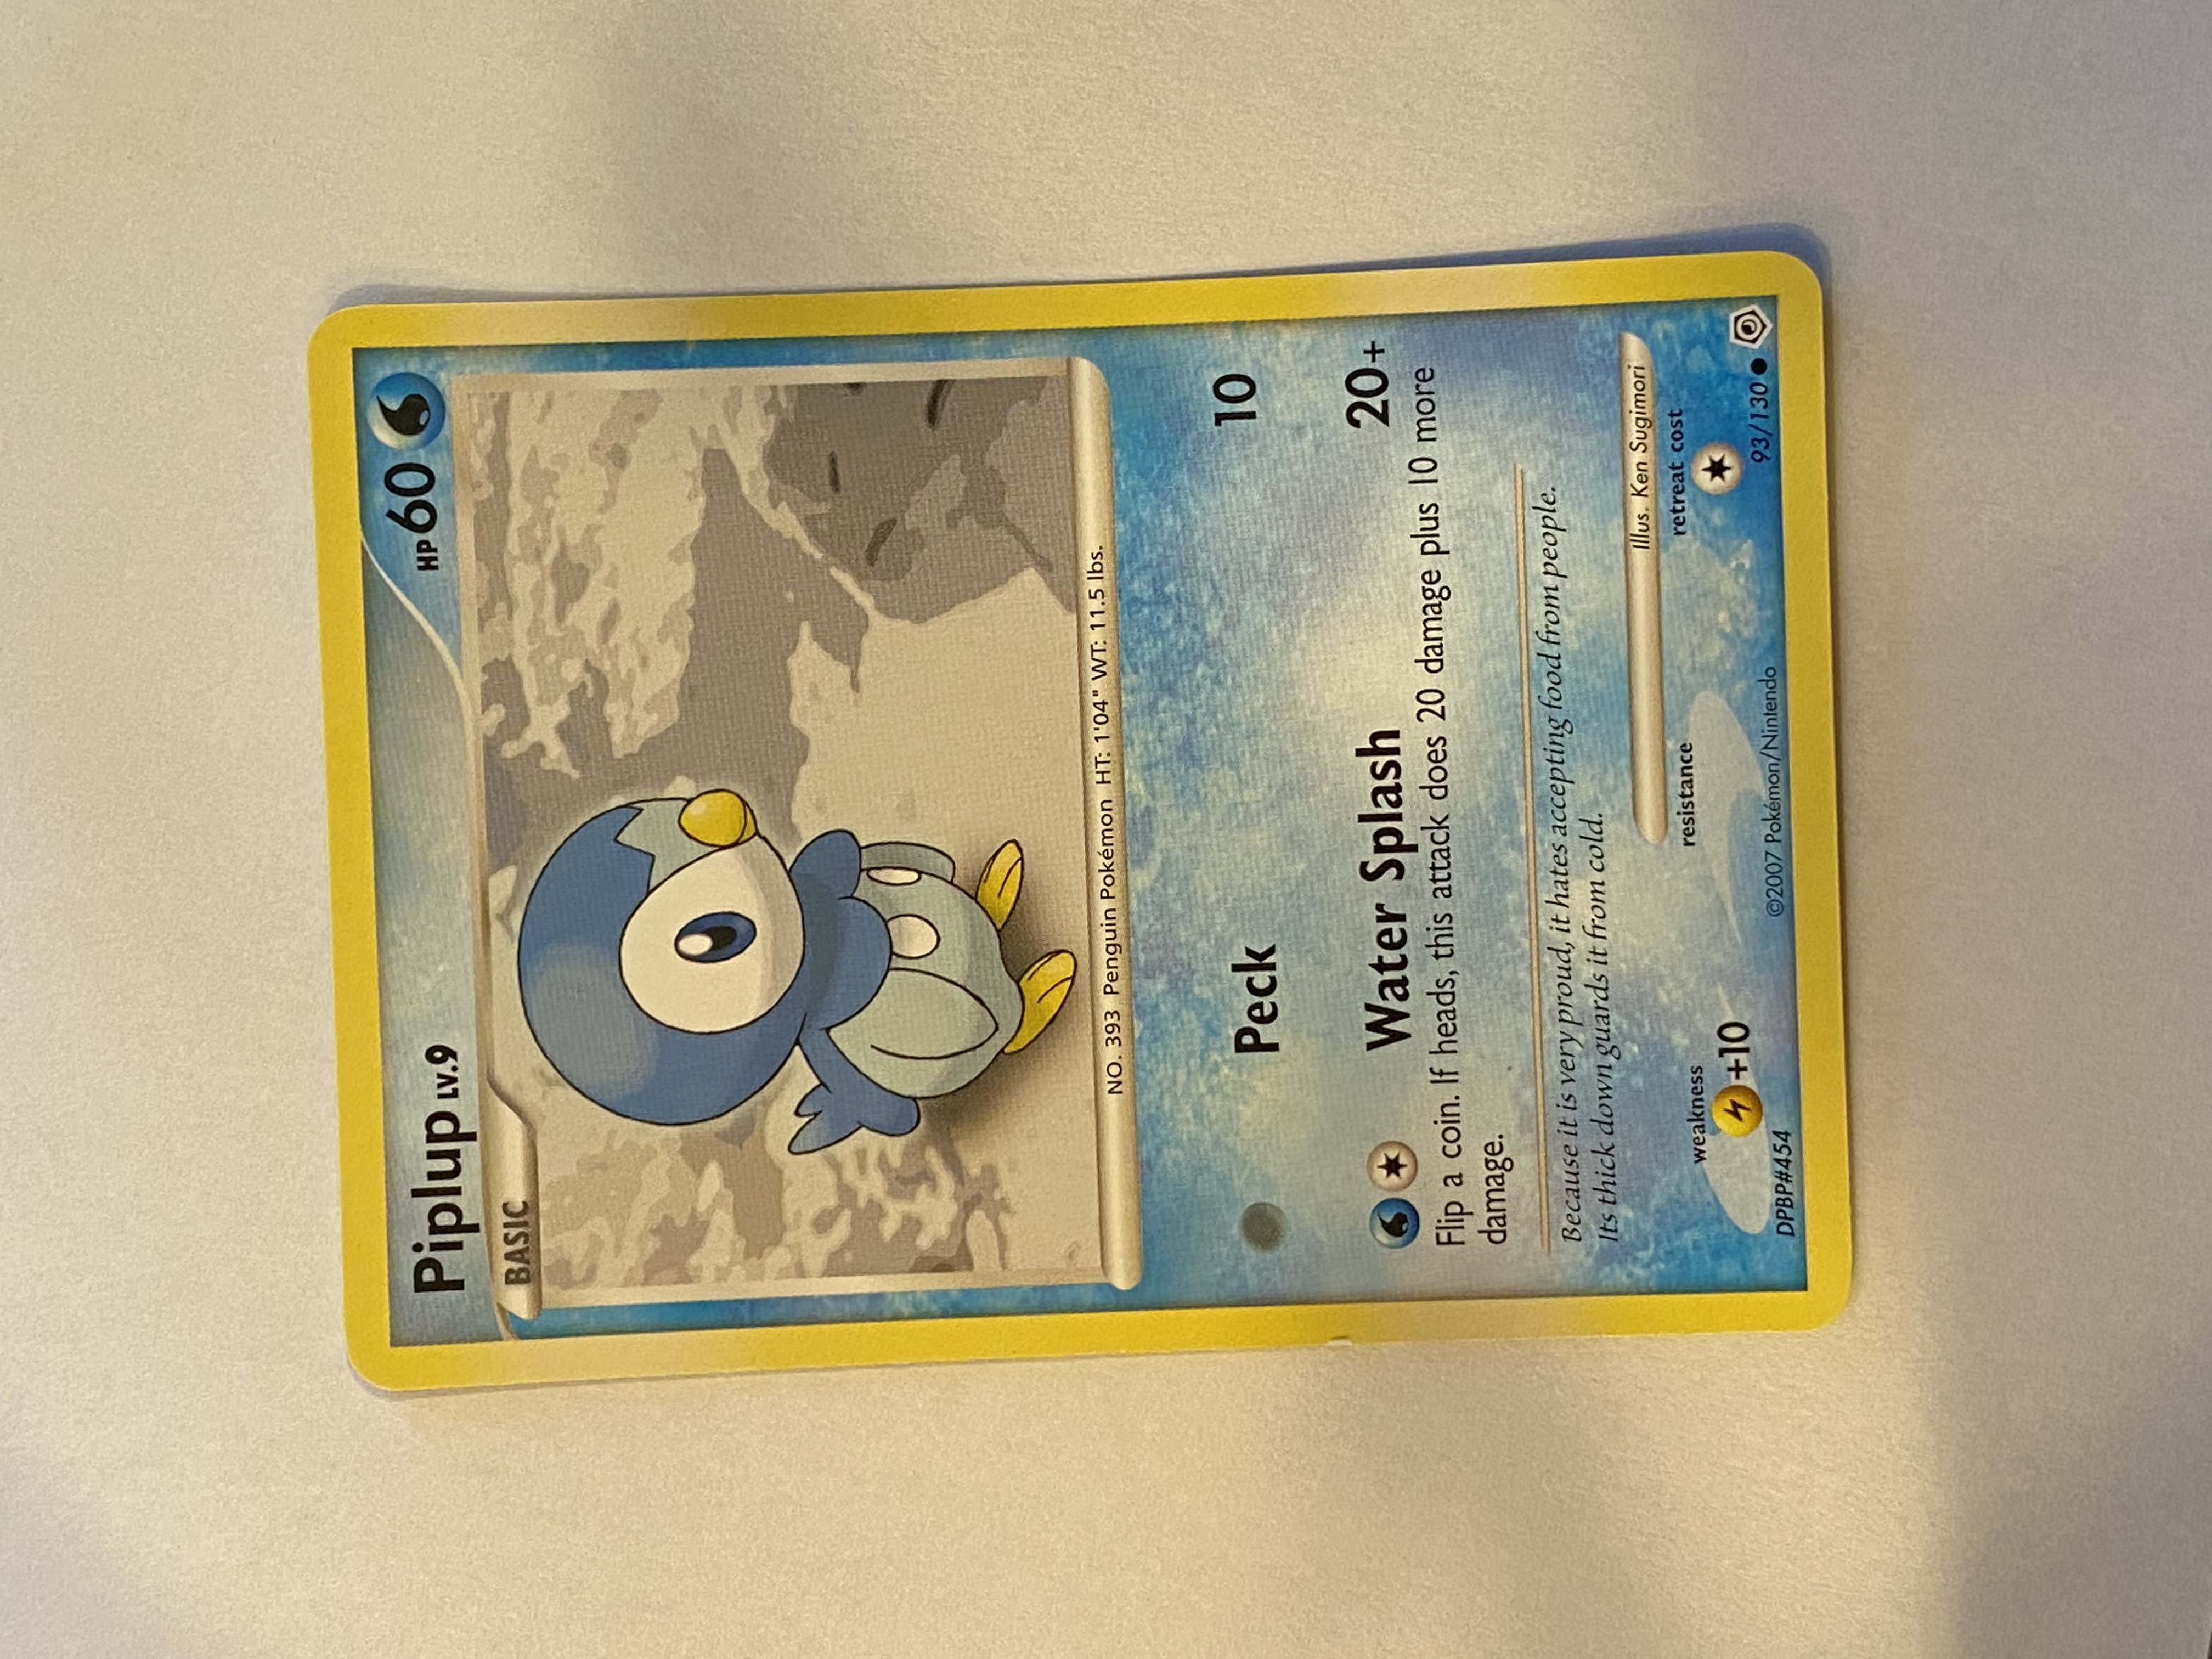 Piplup LV.9
HP 60
BASIC
NO. 393 Penguin Pokémon HT: 1'04" WT: 11.5 lbs.
Peck 10
Water Splash 20+
Flip a coin. If heads, this attack does 20 damage plus 10 more
damage.
Because it is very proud, it hates accepting food from people.
Its thick down guards it from cold.
Illus. Ken Sugimori
weakness resistance retreat cost
+10
DPBP#454 ©2007 Pokémon/Nintendo 93/130